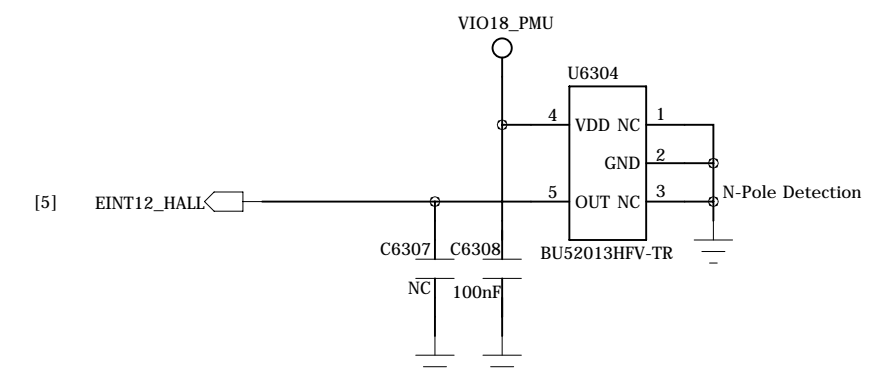 VIO18_PMU
U6304
4 VDD NC 1
GND 2
[5] EINT12_HALL 5 OUT NC 3 N-Pole Detection
C6307 C6308 BU52013HFV-TR
NC 100nF